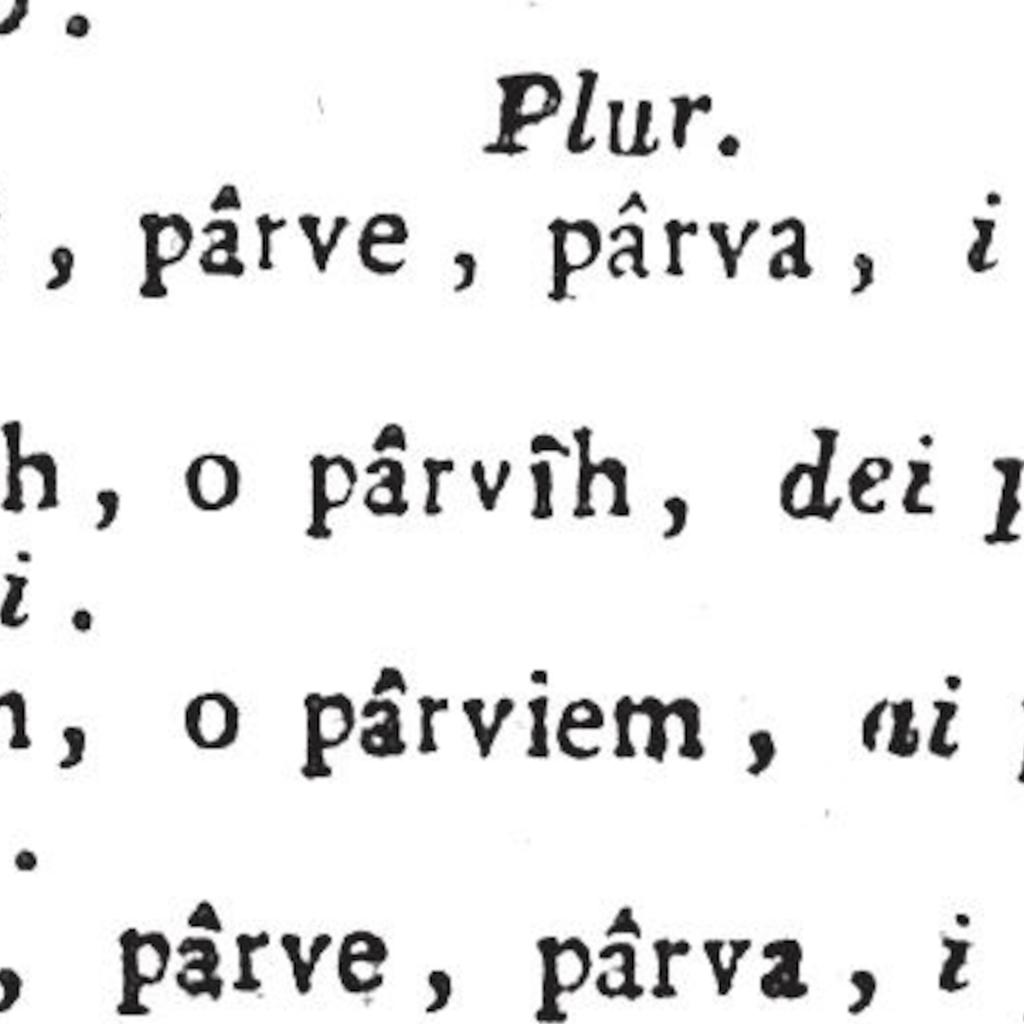 Plur.
, pârve, pârva, i
h, o pârvîh, dei
i.
, o pârviem, ai
.
, pârve, pârva, i